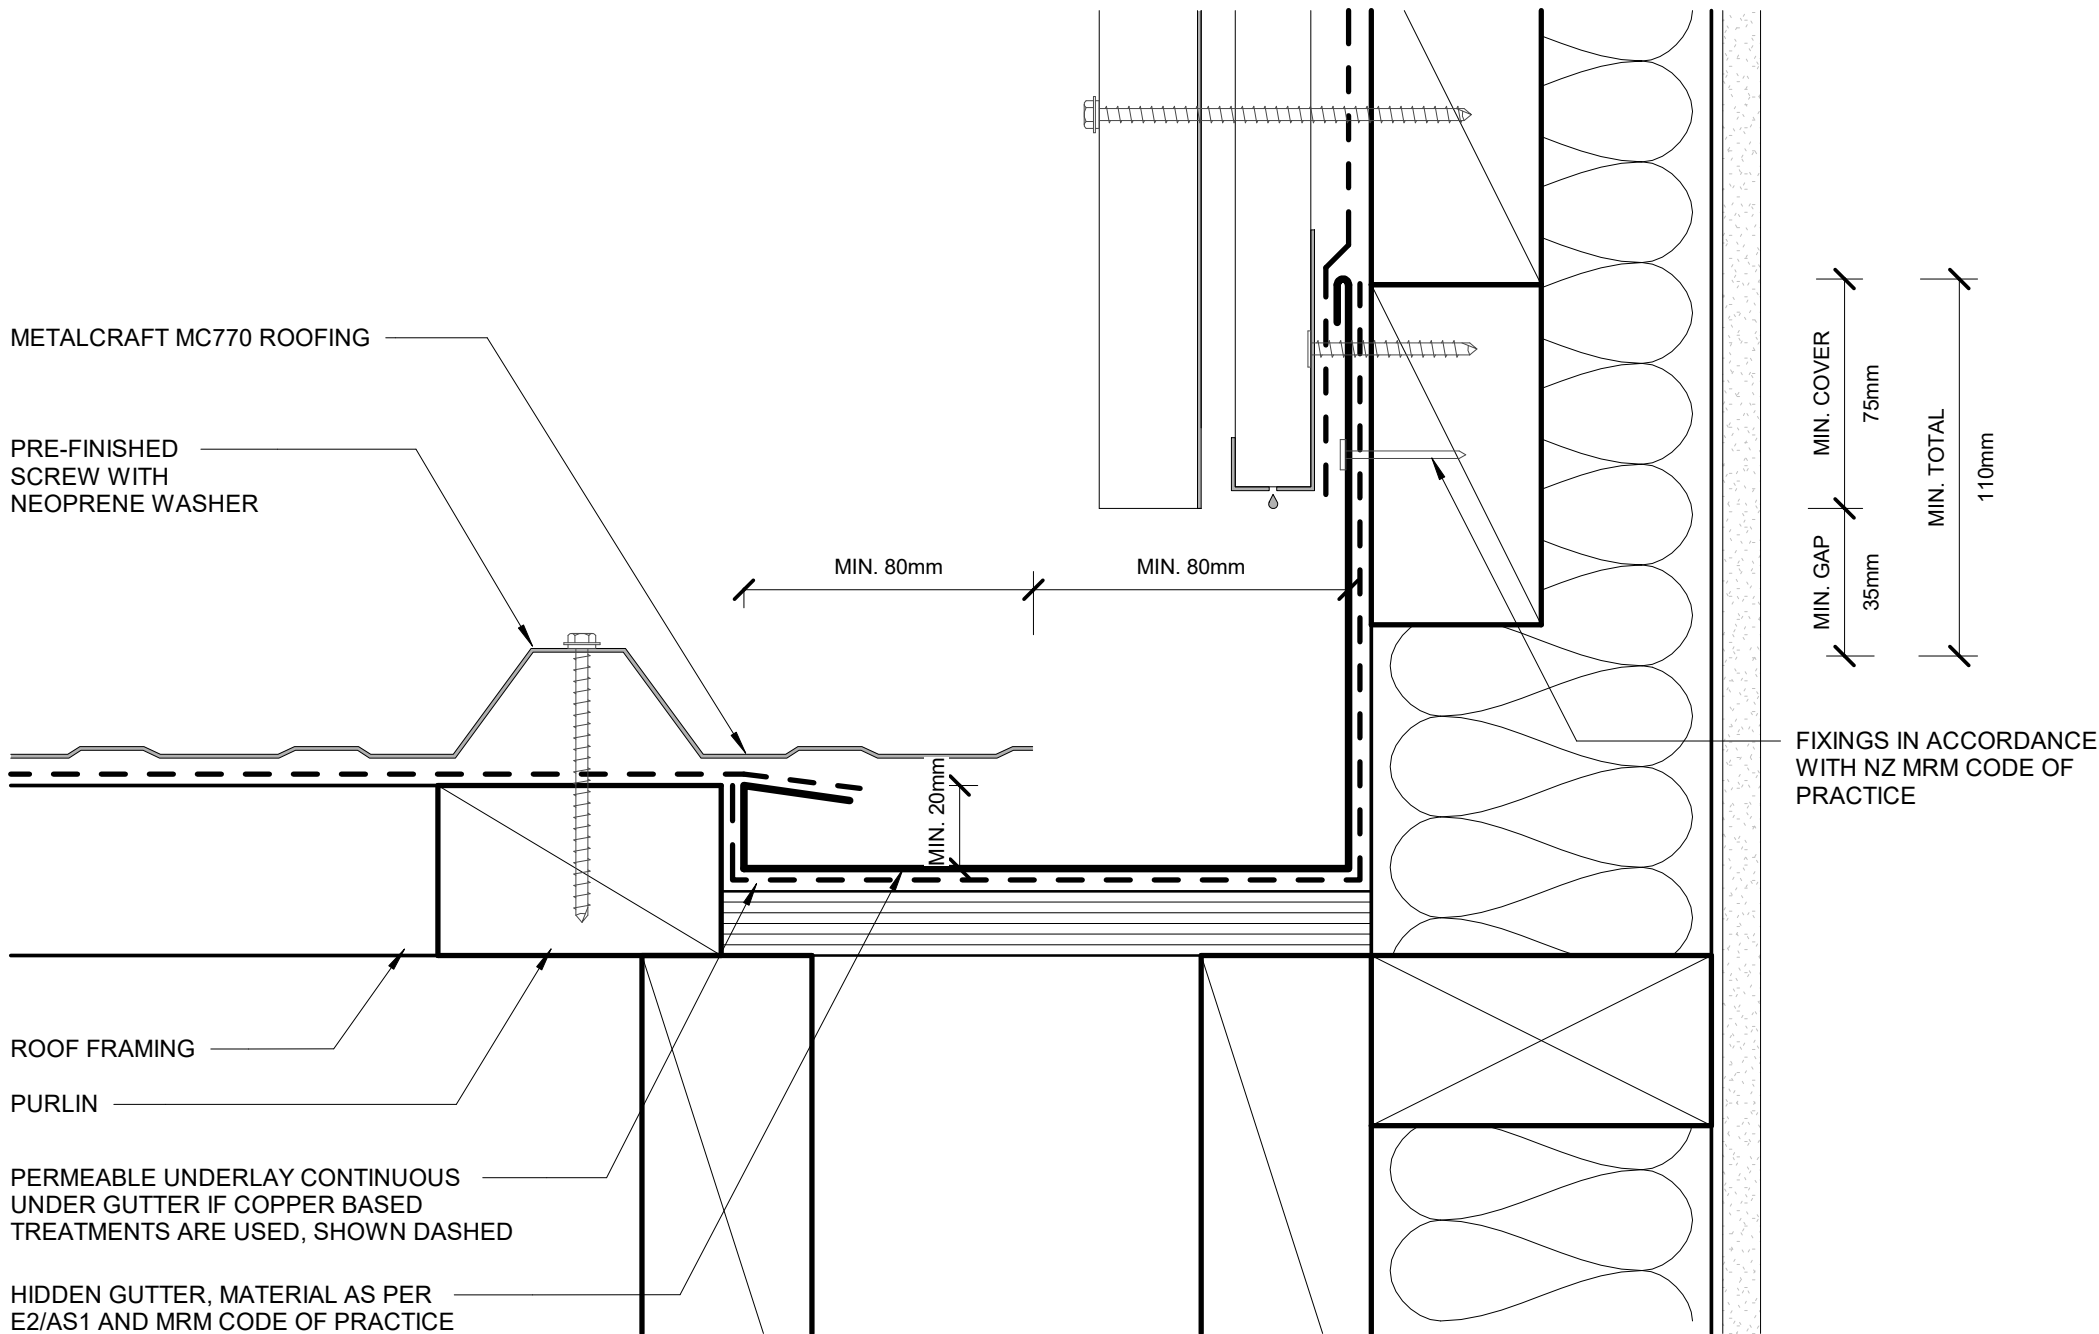 METALCRAFT MC770 ROOFING
PRE-FINISHED
SCREW WITH
NEOPRENE WASHER
MIN. 80mm
MIN. 80mm
MIN. 20mm
MIN. COVER
75mm
MIN. GAP
35mm
MIN. TOTAL
110mm
FIXINGS IN ACCORDANCE
WITH NZ MRM CODE OF
PRACTICE
ROOF FRAMING
PURLIN
PERMEABLE UNDERLAY CONTINUOUS
UNDER GUTTER IF COPPER BASED
TREATMENTS ARE USED, SHOWN DASHED
HIDDEN GUTTER, MATERIAL AS PER
E2/AS1 AND MRM CODE OF PRACTICE